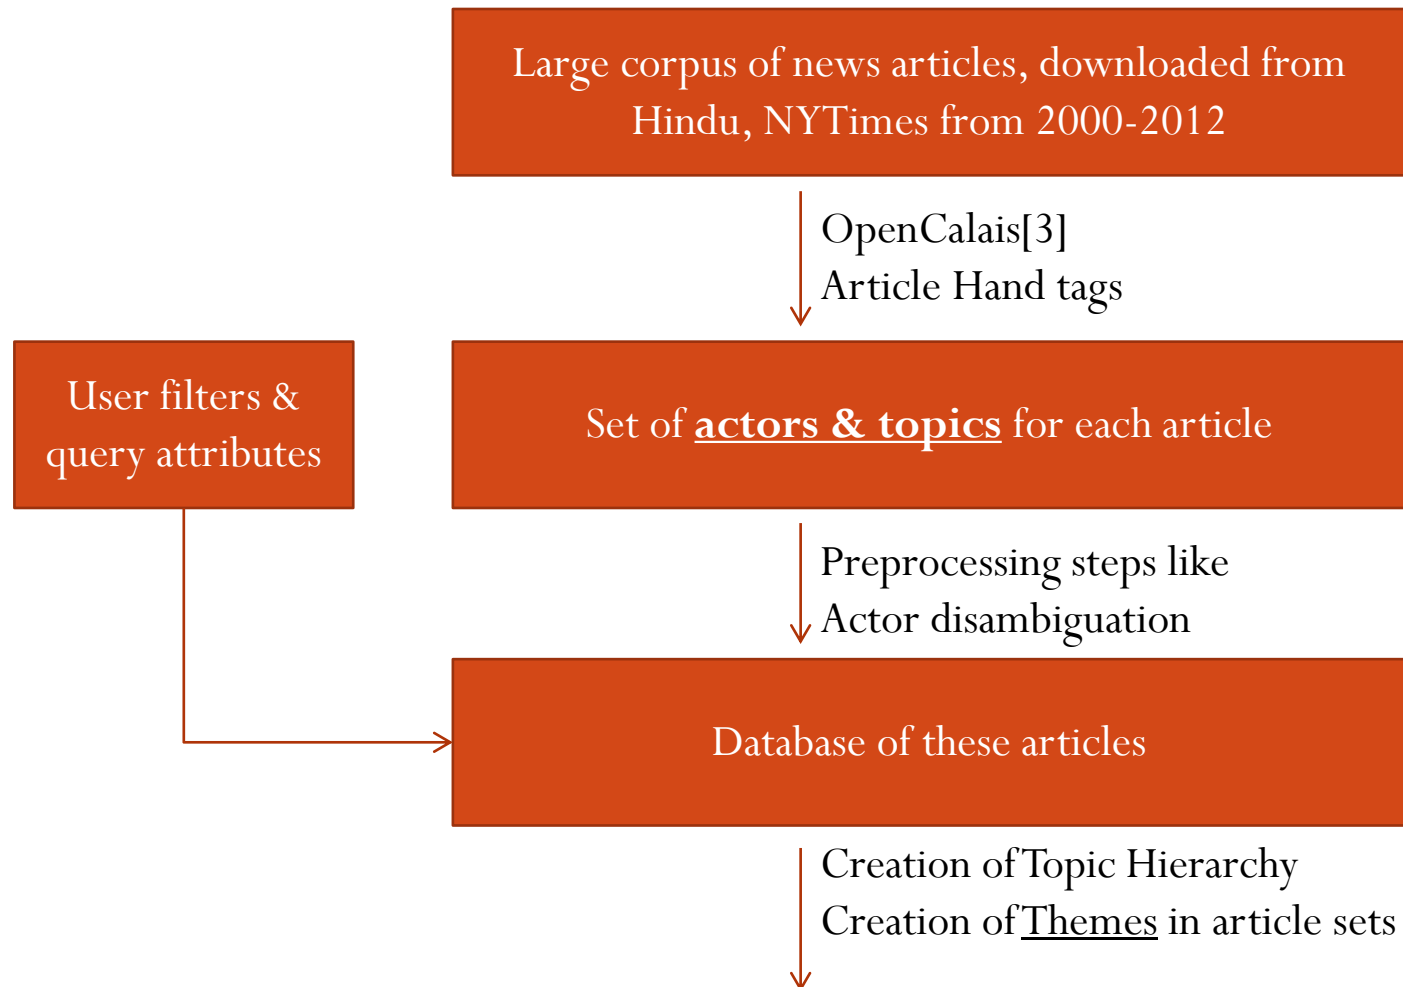 Large corpus of news articles, downloaded from
Hindu, NYTimes from 2000-2012
OpenCalais[3]
Article Hand tags
User filters &
query attributes
Set of actors & topics for each article
Preprocessing steps like
Actor disambiguation
Database of these articles
Creation of Topic Hierarchy
Creation of Themes in article sets